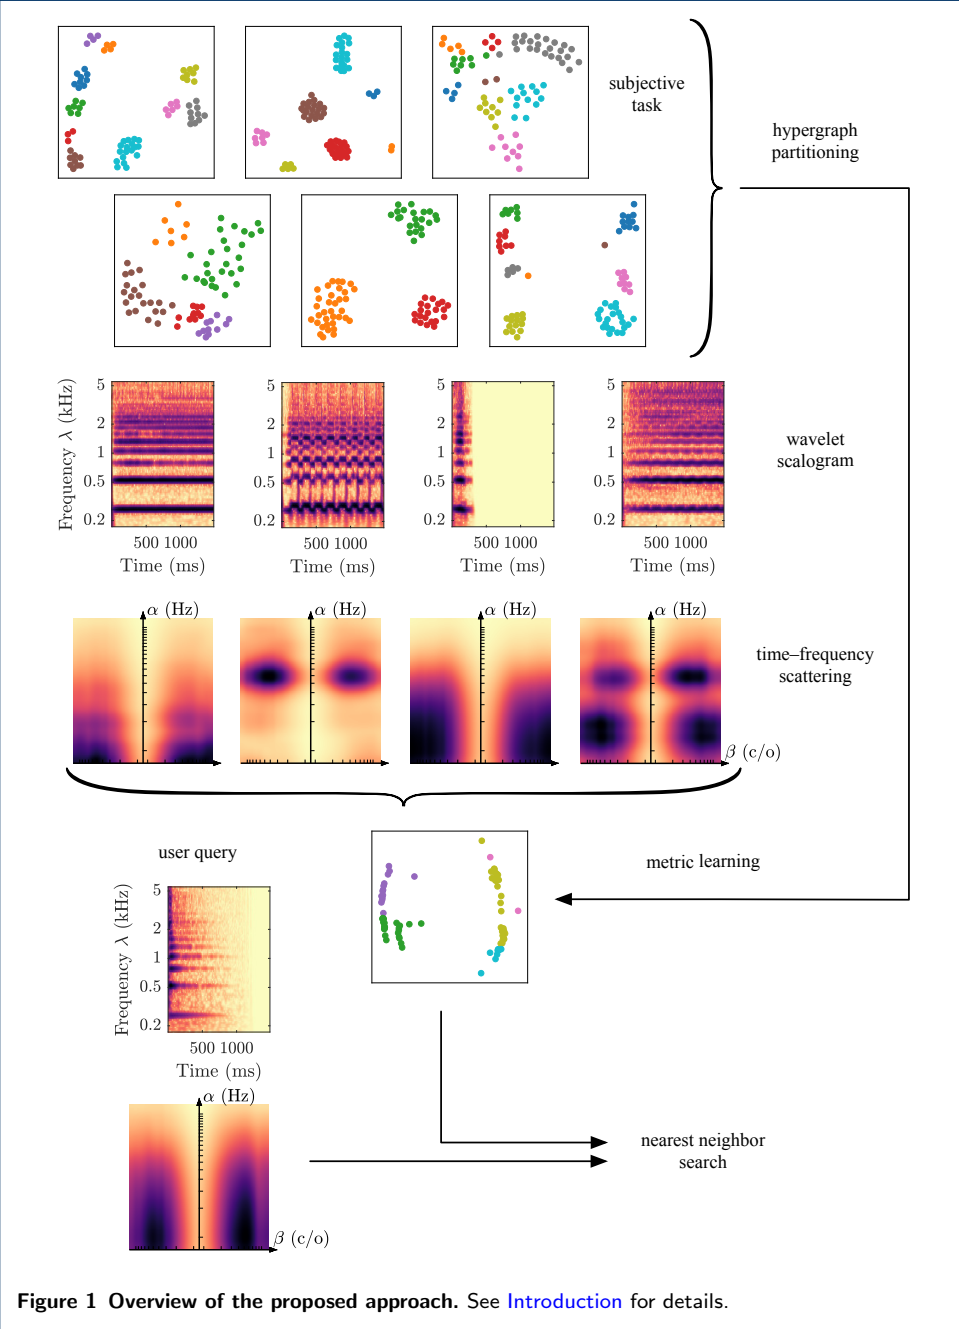 subjective
task
hypergraph
partitioning
Frequency λ (kHz)
5
2
1
0.5
0.2
500 1000
Time (ms)
5
2
1
0.5
0.2
500 1000
Time (ms)
5
2
1
0.5
0.2
500 1000
Time (ms)
5
2
1
0.5
0.2
500 1000
Time (ms)
wavelet
scalogram
α (Hz)
α (Hz)
α (Hz)
α (Hz)
β (c/o)
time–frequency
scattering
user query
metric learning
Frequency λ (kHz)
5
2
1
0.5
0.2
500 1000
Time (ms)
α (Hz)
β (c/o)
nearest neighbor
search
Figure 1 Overview of the proposed approach. See Introduction for details.